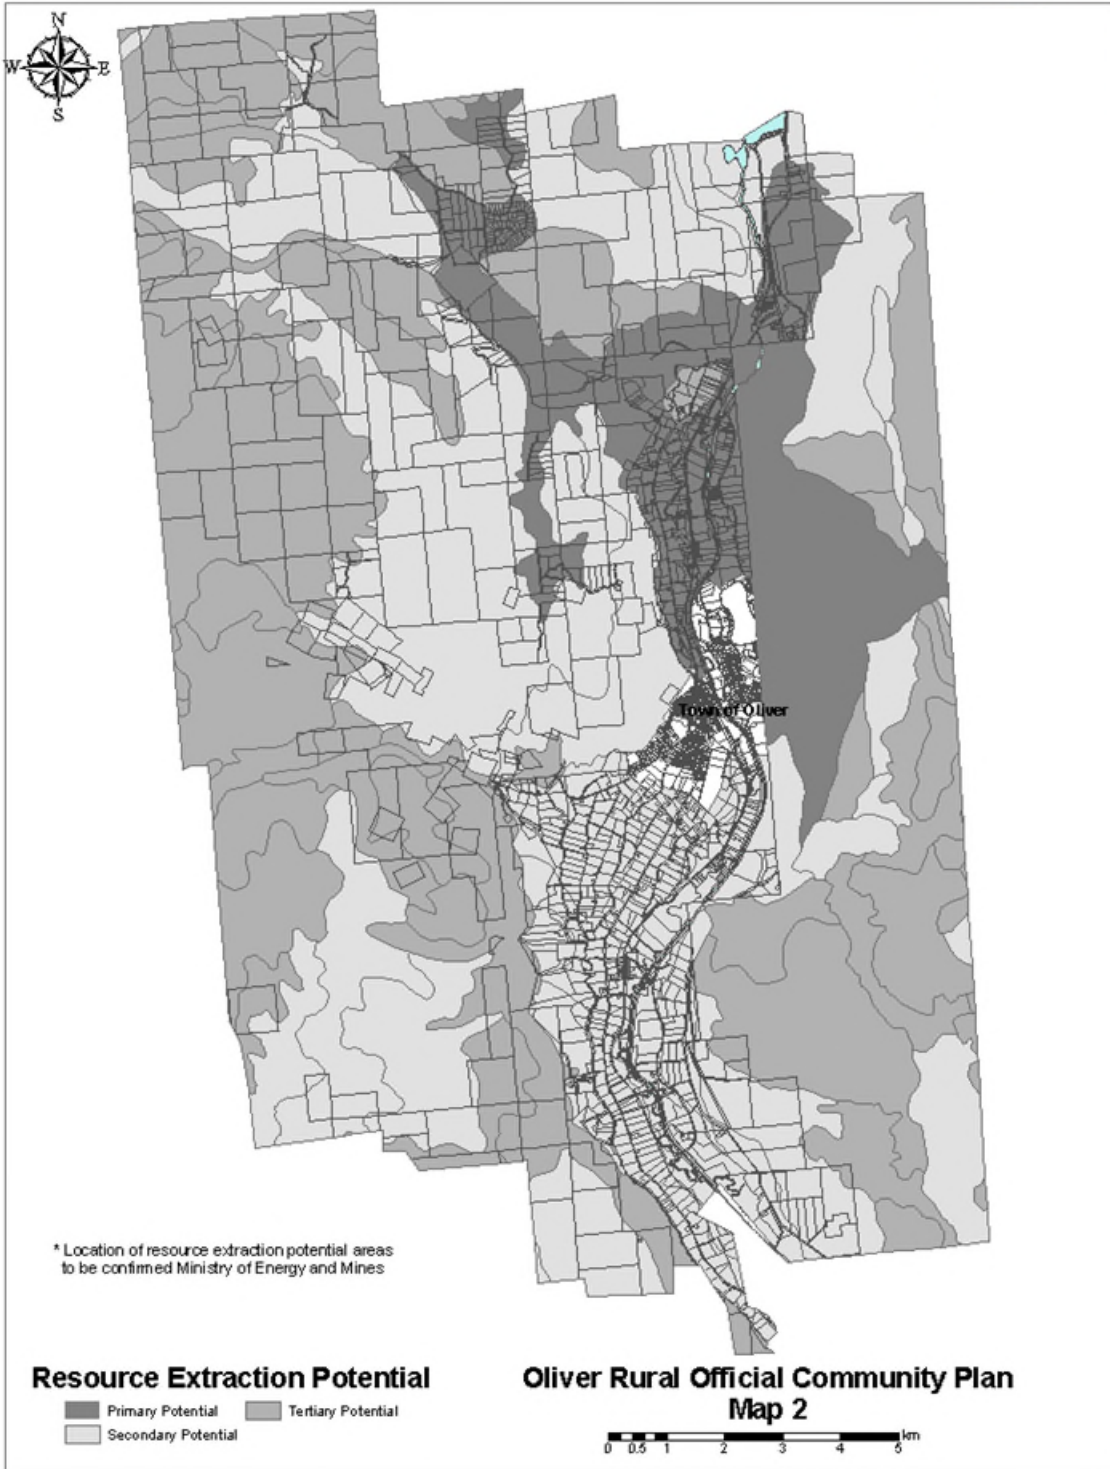 N
W E
S
Town of Oliver
* Location of resource extraction potential areas
to be confirmed Ministry of Energy and Mines
Resource Extraction Potential
Primary Potential
Tertiary Potential
Secondary Potential
Oliver Rural Official Community Plan
Map 2
km
0 0.5 1 2 3 4 5